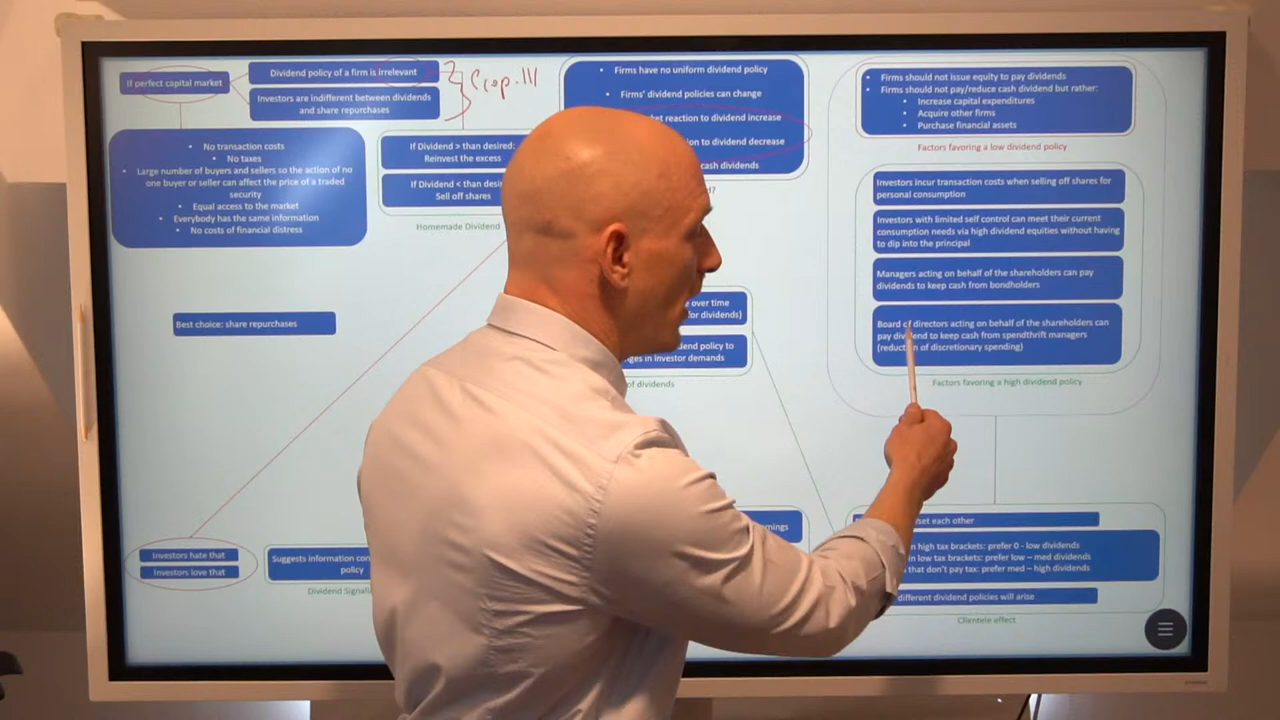 If perfect capital market
Dividend policy of a firm is irrelevant
Investors are indifferent between dividends
and share repurchases
Prop. III
• No transaction costs
• No taxes
• Large number of buyers and sellers so the action of no
one buyer or seller can affect the price of a traded
security
• Equal access to the market
• Everybody has the same information
• No costs of financial distress
If Dividend > than desired:
Reinvest the excess
If Dividend < than
Sell off shares
Homemade Dividend
• Firms have no uniform dividend policy
• Firms' dividend policies can change
reaction to dividend increase
to dividend decrease
cash dividends
• Firms should not issue equity to pay dividends
• Firms should not pay/reduce cash dividend but rather:
• Increase capital expenditures
• Acquire other firms
• Purchase financial assets
Factors favoring a low dividend policy
Investors incur transaction costs when selling off shares for
personal consumption
Investors with limited self control can meet their current
consumption needs via high dividend equities without having
to dip into the principal
Managers acting on behalf of the shareholders can pay
dividends to keep cash from bondholders
Board of directors acting on behalf of the shareholders can
pay dividend to keep cash from spendthrift managers
(reduction of discretionary spending)
Factors favoring a high dividend policy
Best choice: share repurchases
over time
for dividends)
policy to
in investor demands
of dividends
Investors hate that
Investors love that
Suggests information
policy
Dividend
each other
high tax brackets: prefer 0 - low dividends
in low tax brackets: prefer low – med dividends
that don't pay tax: prefer med – high dividends
different dividend policies will arise
Clientele effect